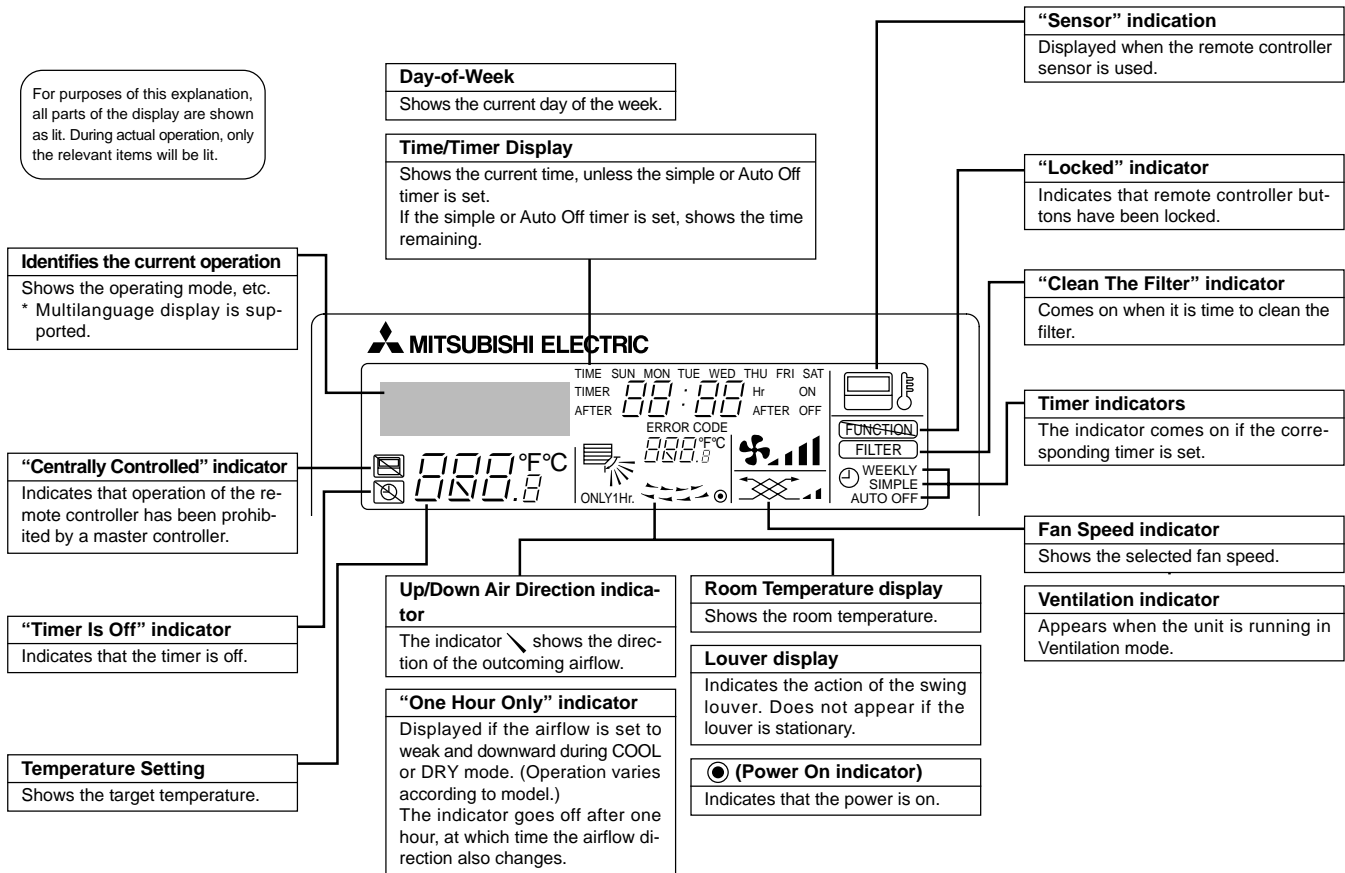 For purposes of this explanation,
all parts of the display are shown
as lit. During actual operation, only
the relevant items will be lit.
Day-of-Week
Shows the current day of the week.
Time/Timer Display
Shows the current time, unless the simple or Auto Off
timer is set.
If the simple or Auto Off timer is set, shows the time
remaining.
“Sensor” indication
Displayed when the remote controller
sensor is used.
“Locked” indicator
Indicates that remote controller but-
tons have been locked.
“Clean The Filter” indicator
Comes on when it is time to clean the
filter.
Timer indicators
The indicator comes on if the corre-
sponding timer is set.
Fan Speed indicator
Shows the selected fan speed.
Ventilation indicator
Appears when the unit is running in
Ventilation mode.
Identifies the current operation
Shows the operating mode, etc.
* Multilanguage display is sup-
ported.
“Centrally Controlled” indicator
Indicates that operation of the re-
mote controller has been prohib-
ited by a master controller.
“Timer Is Off” indicator
Indicates that the timer is off.
Temperature Setting
Shows the target temperature.
MITSUBISHI ELECTRIC
TIME SUN MON TUE WED THU FRI SAT
TIMER 88:88 Hr ON
AFTER AFTER OFF
ERROR CODE
888.8 °F°C
888.8 °F°C
ONLY1Hr.
FUNCTION
FILTER
WEEKLY
SIMPLE
AUTO OFF
Up/Down Air Direction indica-
tor
The indicator shows the direc-
tion of the outcoming airflow.
“One Hour Only” indicator
Displayed if the airflow is set to
weak and downward during COOL
or DRY mode. (Operation varies
according to model.)
The indicator goes off after one
hour, at which time the airflow di-
rection also changes.
Room Temperature display
Shows the room temperature.
Louver display
Indicates the action of the swing
louver. Does not appear if the
louver is stationary.
(Power On indicator)
Indicates that the power is on.